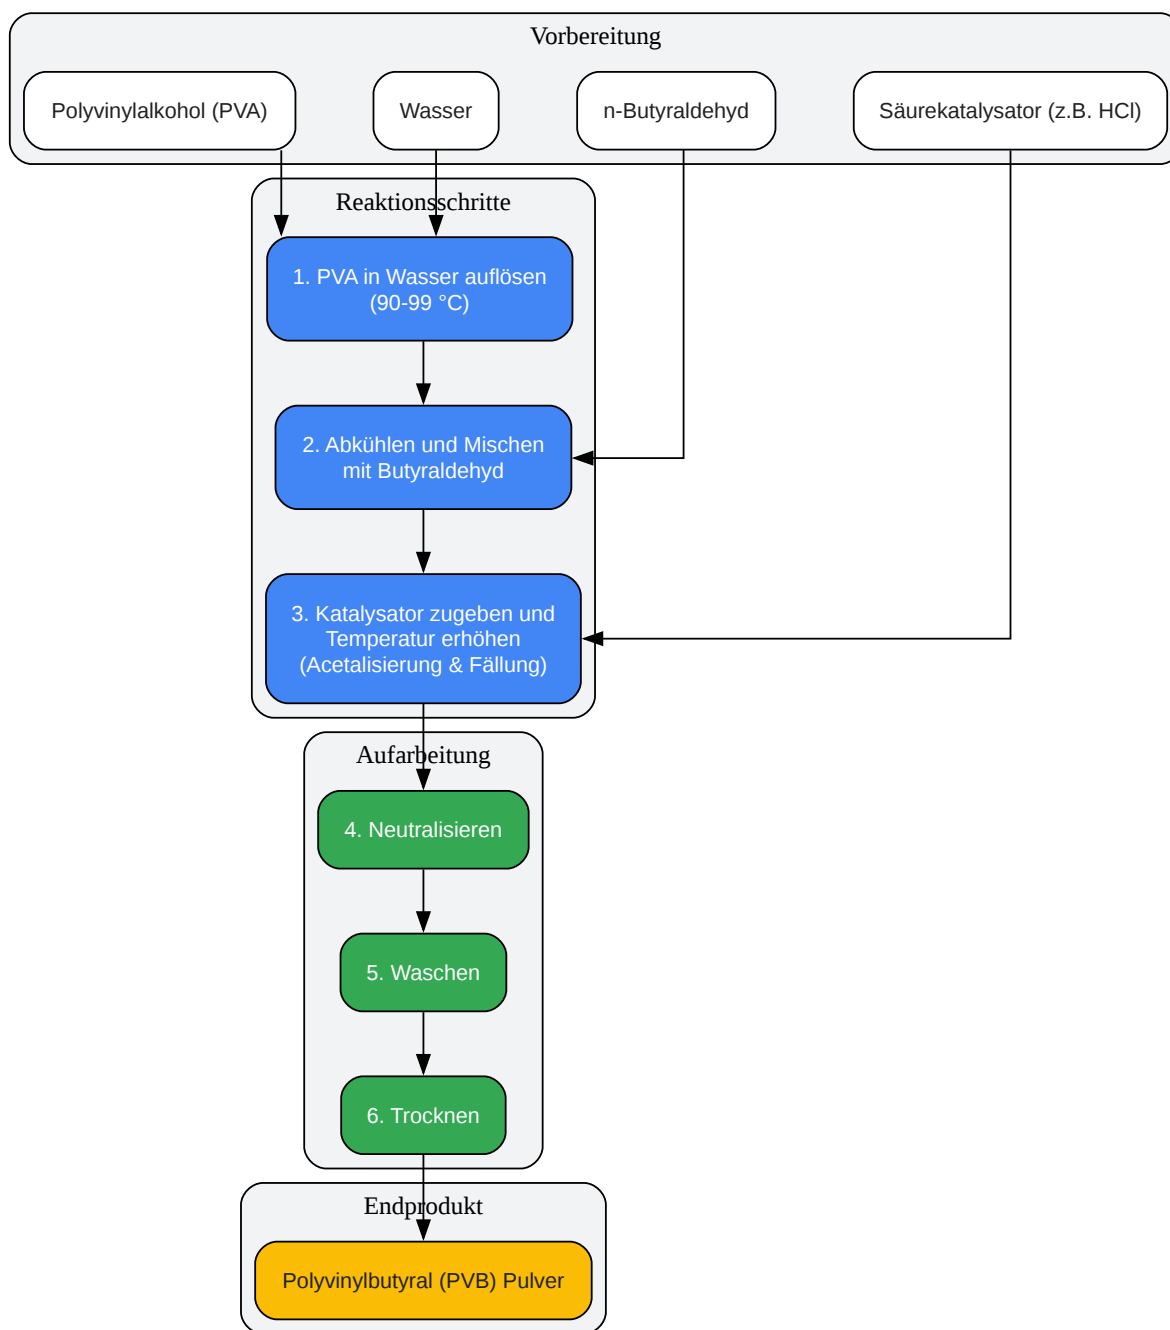 Vorbereitung
Polyvinylalkohol (PVA)
Wasser
n-Butyraldehyd
Säurekatalysator (z.B. HCl)
Reaktionsschritte
1. PVA in Wasser auflösen
(90-99 °C)
2. Abkühlen und Mischen
mit Butyraldehyd
3. Katalysator zugeben und
Temperatur erhöhen
(Acetalisierung & Fällung)
Aufarbeitung
4. Neutralisieren
5. Waschen
6. Trocknen
Endprodukt
Polyvinylbutyral (PVB) Pulver